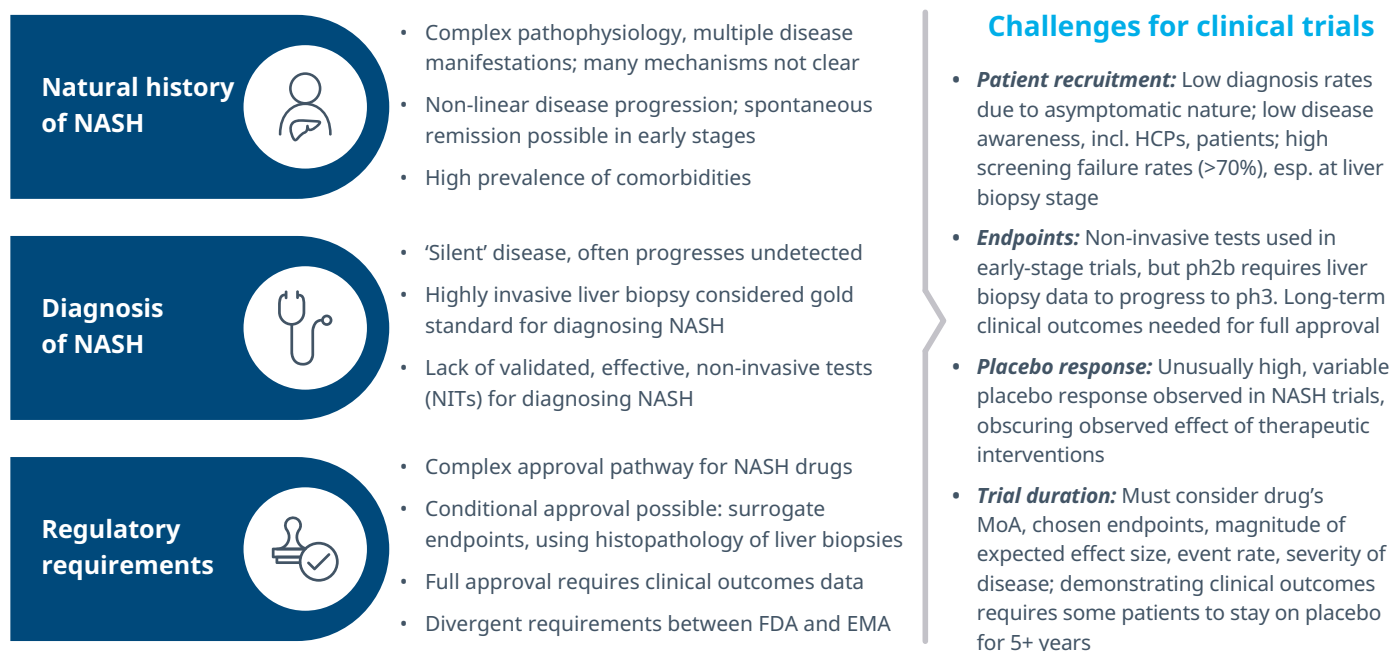 Natural history
of NASH
• Complex pathophysiology, multiple disease
manifestations; many mechanisms not clear
• Non-linear disease progression; spontaneous
remission possible in early stages
• High prevalence of comorbidities
Diagnosis
of NASH
• ‘Silent’ disease, often progresses undetected
• Highly invasive liver biopsy considered gold
standard for diagnosing NASH
• Lack of validated, effective, non-invasive tests
(NITs) for diagnosing NASH
Regulatory
requirements
• Complex approval pathway for NASH drugs
• Conditional approval possible: surrogate
endpoints, using histopathology of liver biopsies
• Full approval requires clinical outcomes data
• Divergent requirements between FDA and EMA
Challenges for clinical trials
• Patient recruitment: Low diagnosis rates
due to asymptomatic nature; low disease
awareness, incl. HCPs, patients; high
screening failure rates (>70%), esp. at liver
biopsy stage
• Endpoints: Non-invasive tests used in
early-stage trials, but ph2b requires liver
biopsy data to progress to ph3. Long-term
clinical outcomes needed for full approval
• Placebo response: Unusually high, variable
placebo response observed in NASH trials,
obscuring observed effect of therapeutic
interventions
• Trial duration: Must consider drug’s
MoA, chosen endpoints, magnitude of
expected effect size, event rate, severity of
disease; demonstrating clinical outcomes
requires some patients to stay on placebo
for 5+ years